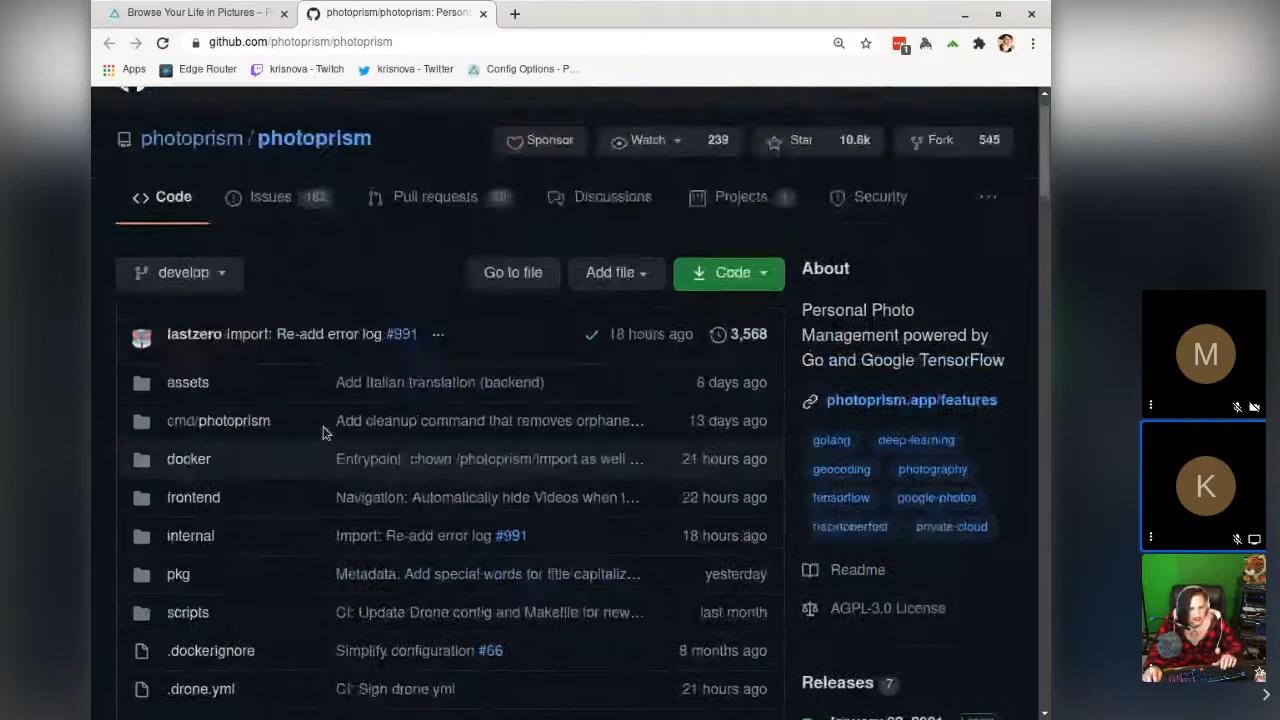 Browse Your Life in Pictures – P
photoprism/photoprism: Person
github.com/photoprism/photoprism
1
Apps
Edge Router
krisnova - Twitch
krisnova - Twitter
Config Options - P...
photoprism / photoprism
Sponsor
Watch
239
Star
10.6k
Fork
545
Code
Issues
Pull requests
Discussions
Projects
Security
...
develop
Go to file
Add file
Code
lastzero Import: Re-add error log #991
...
18 hours ago
3,568
assets
Add Italian translation (backend)
6 days ago
cmd/photoprism
Add cleanup command that removes orphane...
13 days ago
docker
Entrypoint: chown /photoprism/import as well ...
21 hours ago
frontend
Navigation: Automatically hide Videos when
22 hours ago
internal
Import: Re-add error log #991
18 hours ago
pkg
Metadata: Add special words for title capitaliz...
yesterday
scripts
CI: Update Drone config and Makefile for new...
last month
.dockerignore
Simplify configuration #66
8 months ago
.drone.yml
CI: Sign drone yml
21 hours ago
About
Personal Photo
Management powered by
Go and Google TensorFlow
photoprism.app/features
golang
deep-learning
geocoding
photography
tensorflow
google-photos
hacktoberfest
private-cloud
Readme
AGPL-3.0 License
Releases 7
M
K